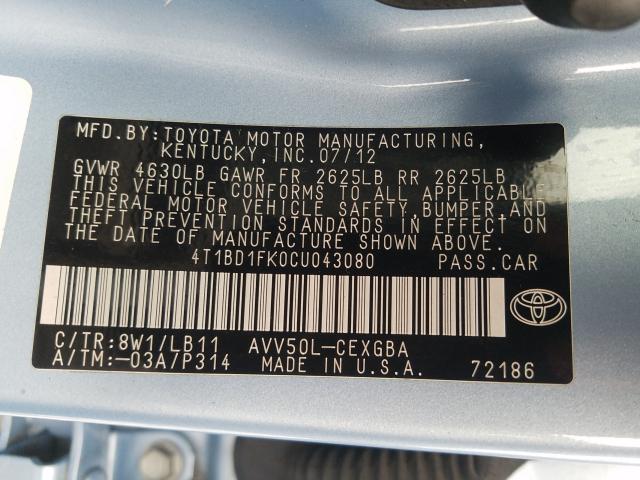 MFD.BY:TOYOTA MOTOR MANUFACTURING,
KENTUCKY,INC.07/12
GVWR 4630LB GAWR FR 2625LB RR 2625LB
THIS VEHICLE CONFORMS TO ALL APPLICABLE
FEDERAL MOTOR VEHICLE SAFETY,BUMPER,AND
THEFT PREVENTION STANDARDS IN EFFECT ON
THE DATE OF MANUFACTURE SHOWN ABOVE.
4T1BD1FK0CU043080 PASS.CAR
C/TR:8W1/LB11 AVV50L-CEXGBA
A/TM:-03A/P314 MADE IN U.S.A. 72186